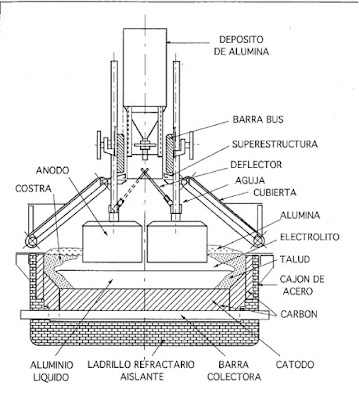 DEPOSITO
DE ALUMINA
BARRA BUS
SUPERESTRUCTURA
DEFLECTOR
AGUJA
CUBIERTA
ANODO
COSTRA
ALUMINA
ELECTROLITO
TALUD
CAJON DE
ACERO
CARBON
ALUMINIO
LIQUIDO
LADRILLO REFRACTARIO
AISLANTE
BARRA
COLECTORA
CATODO